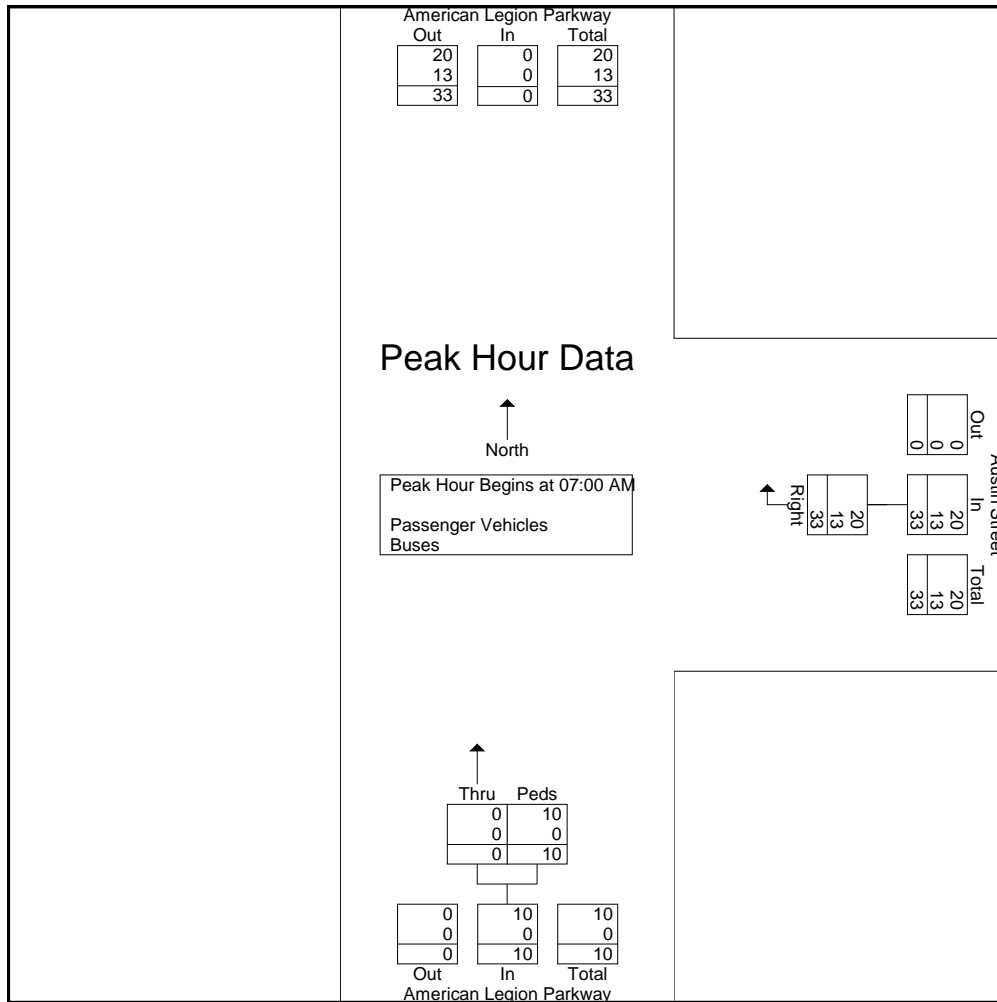 American Legion Parkway
Out In Total
20 0 20
13 0 13
33 0 33
Peak Hour Data
North
Peak Hour Begins at 07:00 AM
Passenger Vehicles
Buses
Austin Street
Out In Total
0 20 20
0 13 13
0 33 33
Right
20
13
33
Thru Peds
0 10
0 0
0 10
0 10 10
0 0 0
0 10 10
Out In Total
American Legion Parkway